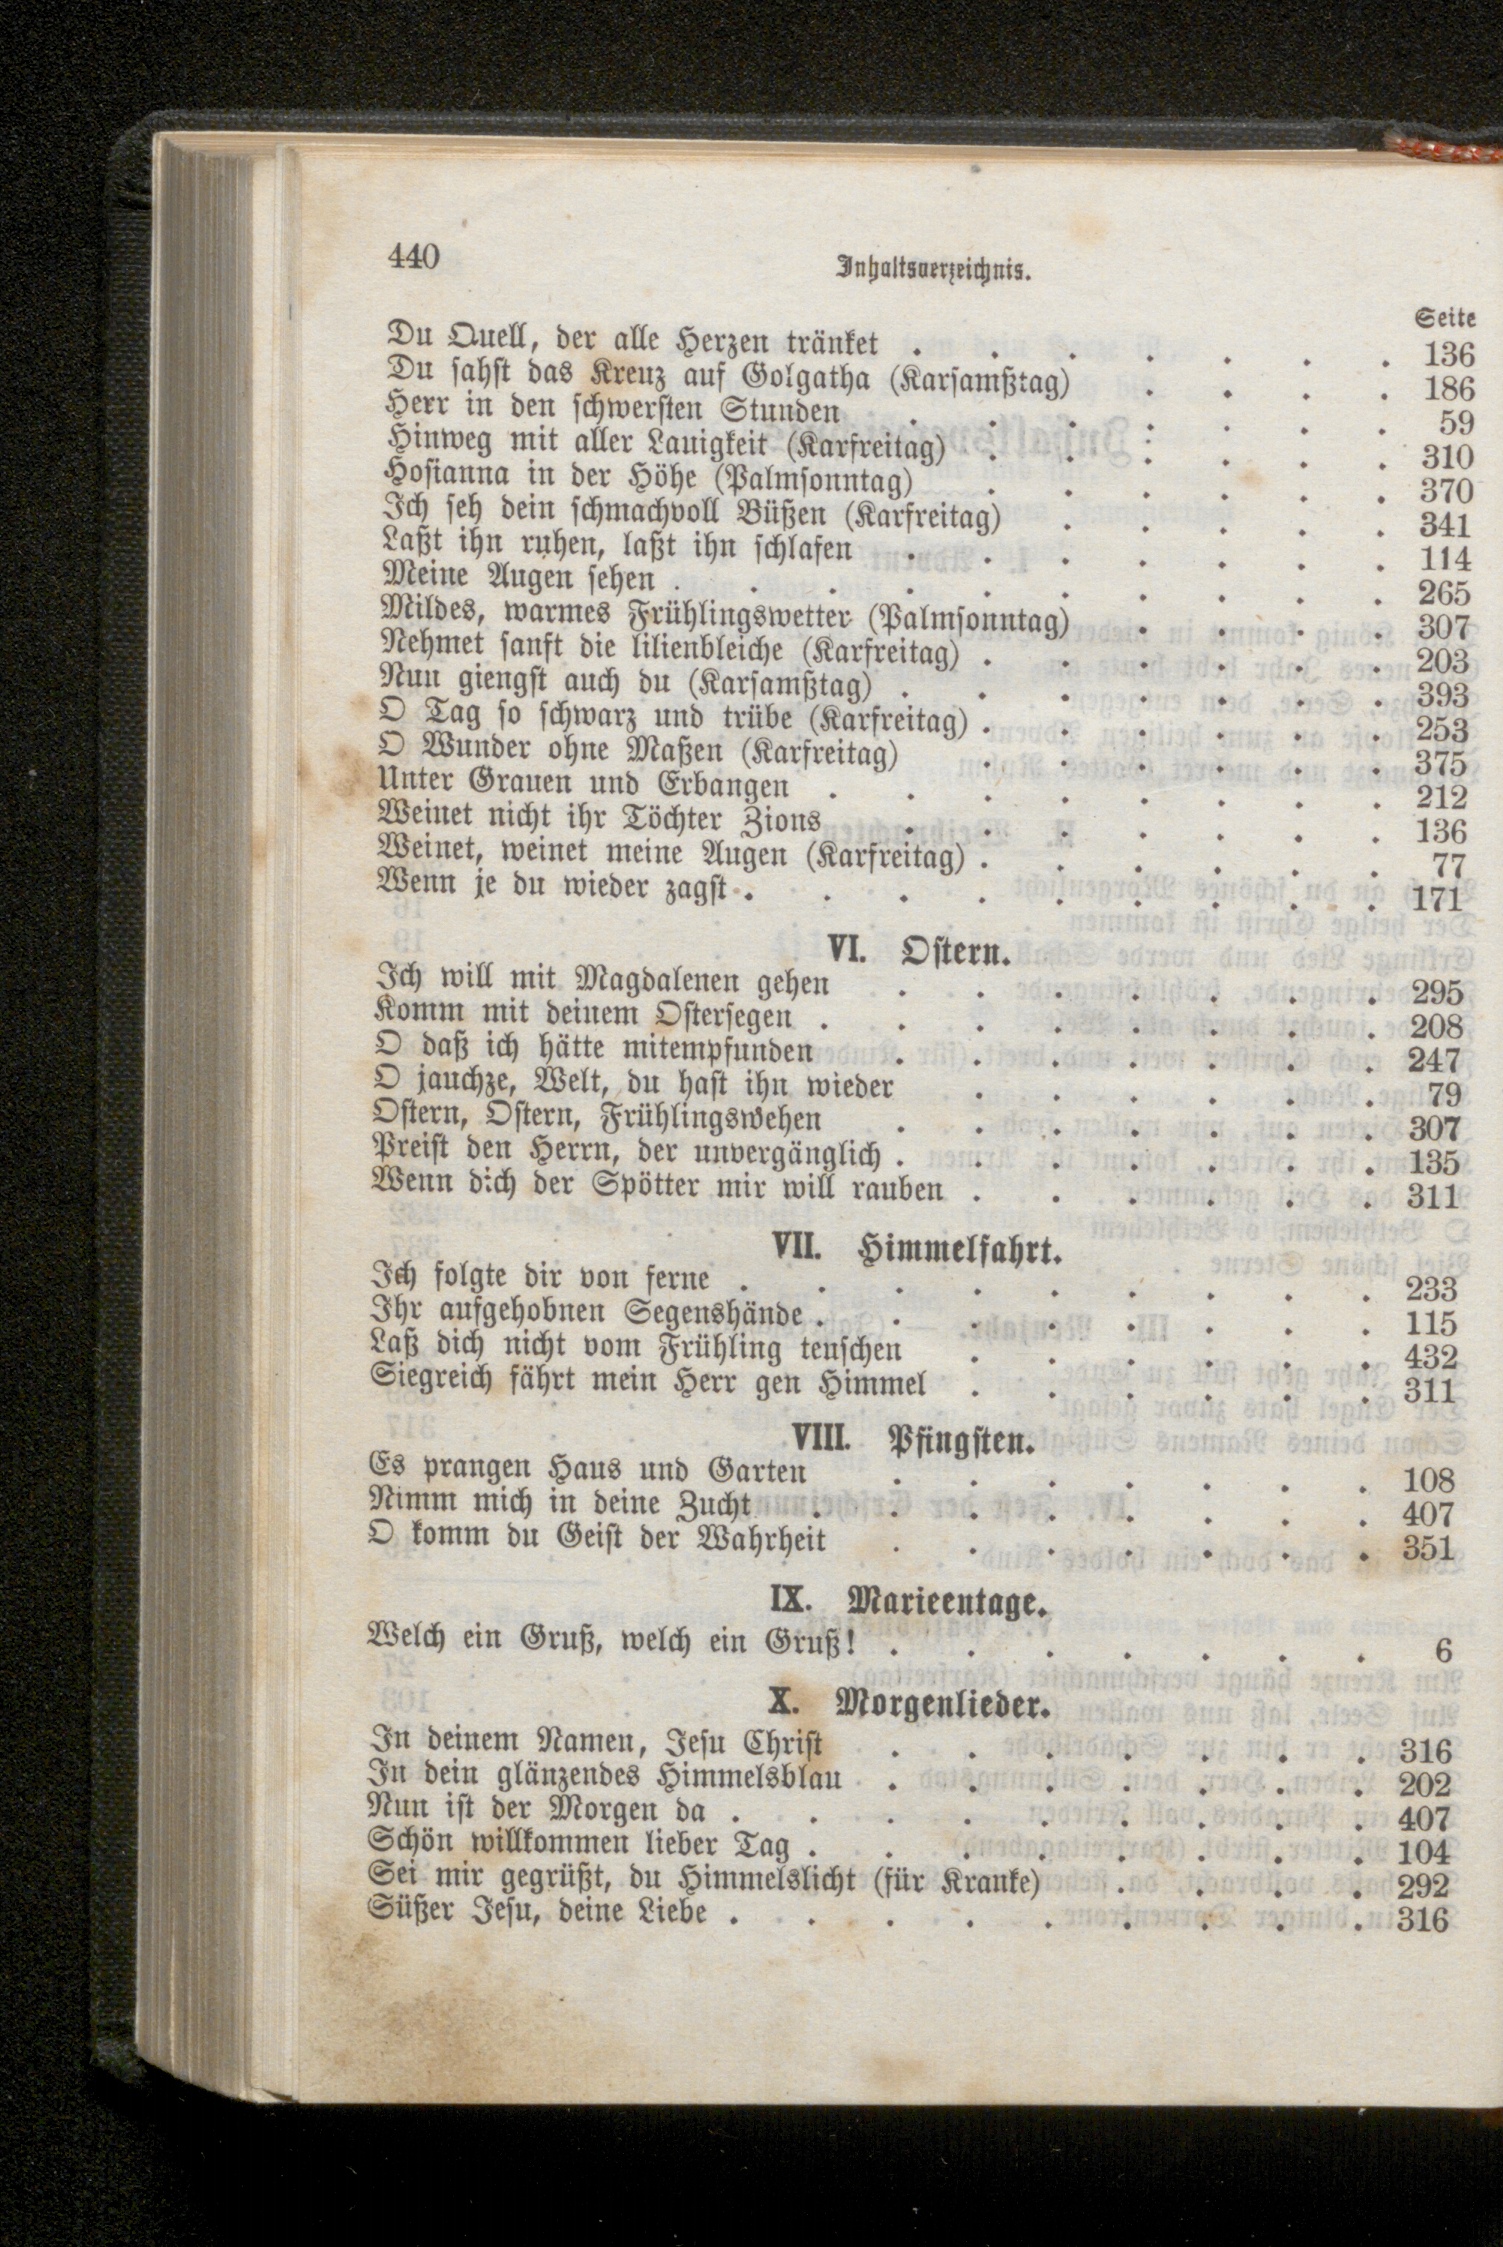 440
Inhaltsverzeichnis.
Seite
Du Quell, der alle Herzen tränket . . . . . . . 136
Du sahst das Kreuz auf Golgatha (Karsamßtag) . . . . 186
Herr in den schwersten Stunden . . . . . . . 59
Hinweg mit aller Lauigkeit (Karfreitag) . . . . . . 310
Hosianna in der Höhe (Palmsonntag) . . . . . . 370
Ich seh dein schmachvoll Büßen (Karfreitag) . . . . . 341
Laßt ihn ruhen, laßt ihn schlafen . . . . . . . 114
Meine Augen sehen . . . . . . . . . . 265
Mildes, warmes Frühlingswetter (Palmsonntag) . . . . 307
Nehmet sanft die lilienbleiche (Karfreitag) . . . . . . 203
Nun giengst auch du (Karsamßtag) . . . . . . . 393
O Tag so schwarz und trübe (Karfreitag) . . . . . . 253
O Wunder ohne Maßen (Karfreitag) . . . . . . 375
Unter Grauen und Erbangen . . . . . . . . 212
Weinet nicht ihr Töchter Zions . . . . . . . 136
Weinet, weinet meine Augen (Karfreitag) . . . . . . 77
Wenn je du wieder zagst . . . . . . . . . 171
VI. Ostern.
Ich will mit Magdalenen gehen . . . . . . . 295
Komm mit deinem Ostersegen . . . . . . . . 208
O daß ich hätte mitempfunden . . . . . . . 247
O jauchze, Welt, du hast ihn wieder . . . . . . 79
Ostern, Ostern, Frühlingswehen . . . . . . . 307
Preist den Herrn, der unvergänglich . . . . . . . 135
Wenn dich der Spötter mir will rauben . . . . . . 311
VII. Himmelfahrt.
Ich folgte dir von ferne . . . . . . . . . 233
Ihr aufgehobnen Segenshände . . . . . . . . 115
Laß dich nicht vom Frühling teuschen . . . . . . 432
Siegreich fährt mein Herr gen Himmel . . . . . . 311
VIII. Pfingsten.
Es prangen Haus und Garten . . . . . . . 108
Nimm mich in deine Zucht . . . . . . . . 407
O komm du Geist der Wahrheit . . . . . . . 351
IX. Marieentage.
Welch ein Gruß, welch ein Gruß! . . . . . . . 6
X. Morgenlieder.
In deinem Namen, Jesu Christ . . . . . . . 316
In dein glänzendes Himmelsblau . . . . . . . 202
Nun ist der Morgen da . . . . . . . . . 407
Schön willkommen lieber Tag . . . . . . . . 104
Sei mir gegrüßt, du Himmelslicht (für Kranke) . . . . 292
Süßer Jesu, deine Liebe . . . . . . . . . 316